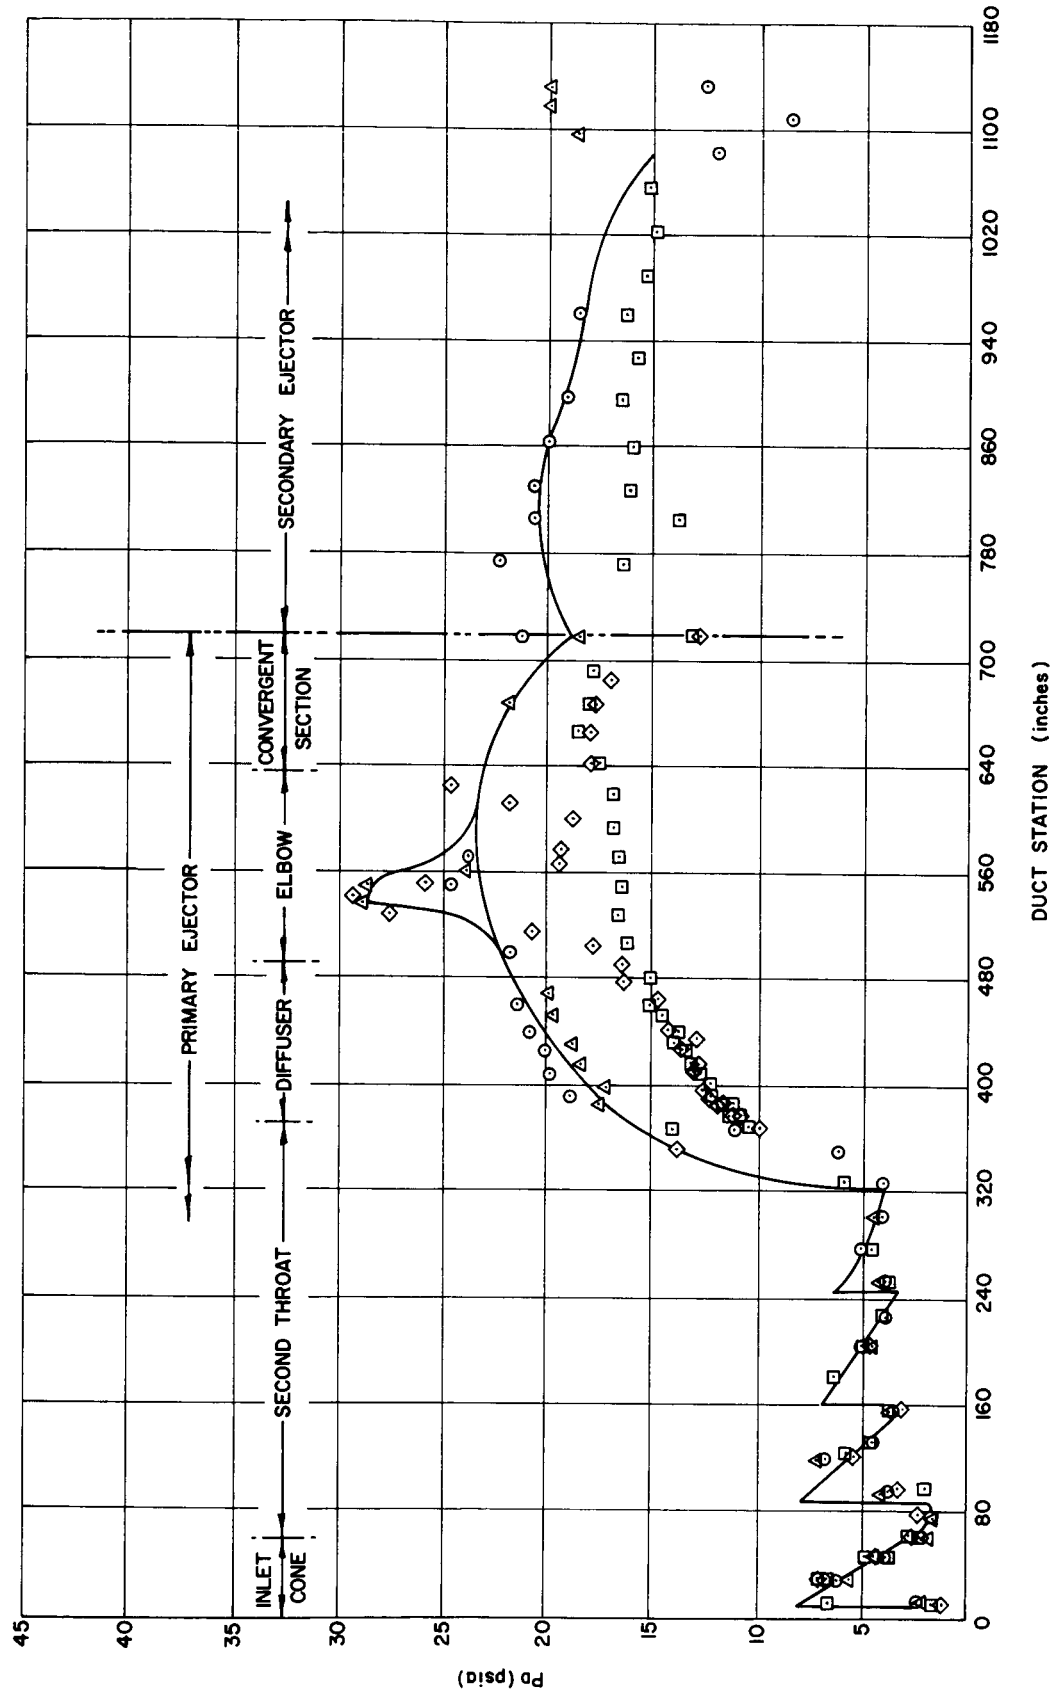 45
40
35
30
25
20
15
10
5
0
P_D (psia)
0
80
160
240
320
400
480
560
640
700
780
860
940
1020
1100
1180
DUCT STATION (inches)
PRIMARY EJECTOR
INLET
CONE
SECOND THROAT
DIFFUSER
ELBOW
CONVERGENT
SECTION
SECONDARY EJECTOR